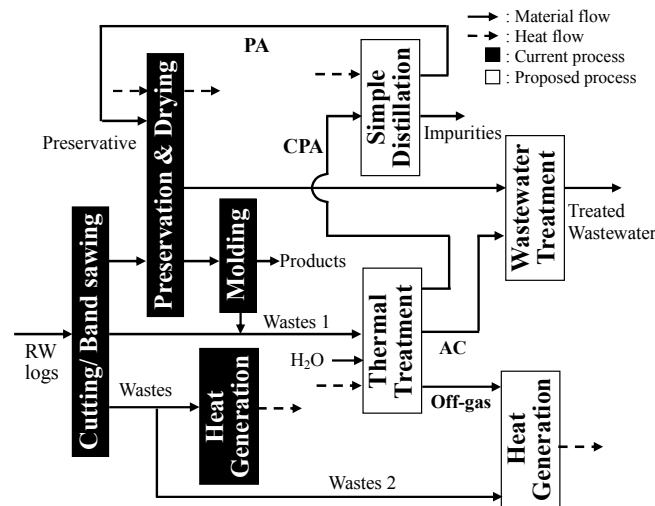 : Material flow
: Heat flow
: Current process
: Proposed process
PA
Preservative
Preservation & Drying
CPA
Simple
Distillation
Impurities
Wastewater
Treatment
Treated
Wastewater
Cutting/ Band sawing
Molding
Products
RW
logs
Wastes 1
H₂O
Thermal
Treatment
AC
Off-gas
Wastes
Heat
Generation
Wastes 2
Heat
Generation